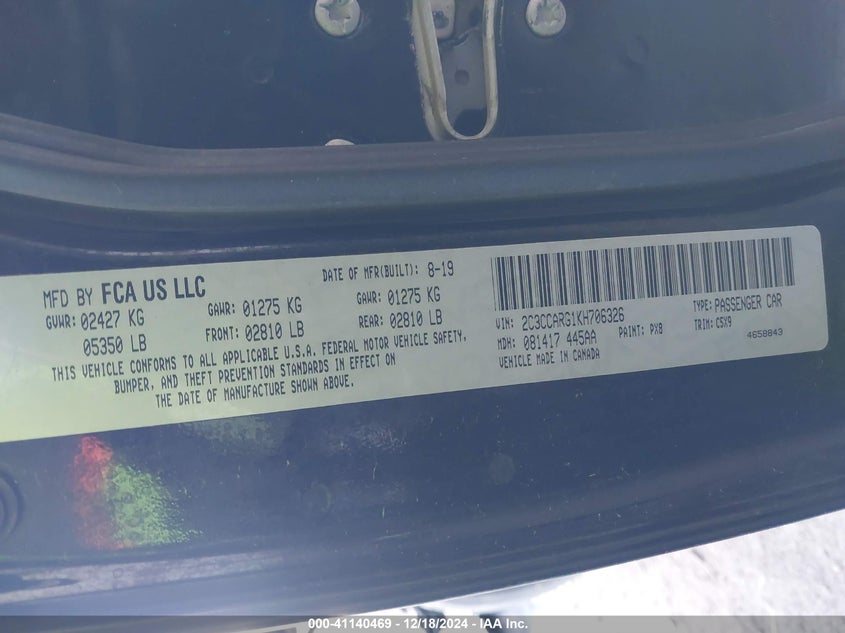 MFD BY FCA US LLC
DATE OF MFR(BUILT): 8-19
GVWR: 02427 KG
GAWR: 01275 KG
GAWR: 01275 KG
05350 LB
FRONT: 02810 LB
REAR: 02810 LB
THIS VEHICLE CONFORMS TO ALL APPLICABLE U.S.A. FEDERAL MOTOR VEHICLE SAFETY,
BUMPER, AND THEFT PREVENTION STANDARDS IN EFFECT ON
THE DATE OF MANUFACTURE SHOWN ABOVE.
VIN: 2C3CCARG1KH706326
TYPE: PASSENGER CAR
MDH: 081417 445AA
PAINT: PX8
TRIM: C5X9
VEHICLE MADE IN CANADA
4658843
000-41140469 - 12/18/2024 - IAA Inc.